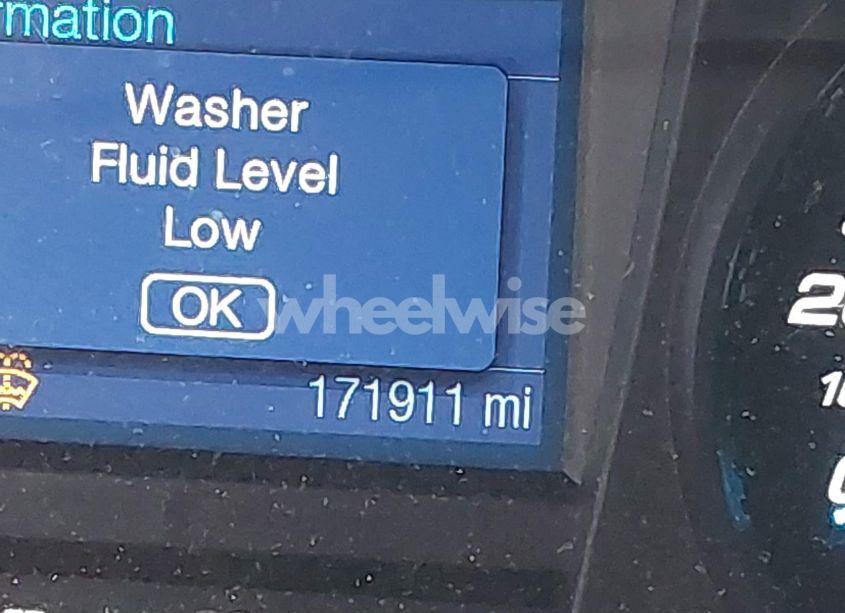 rmation
Washer
Fluid Level
Low
OK
wheelwise
171911 mi